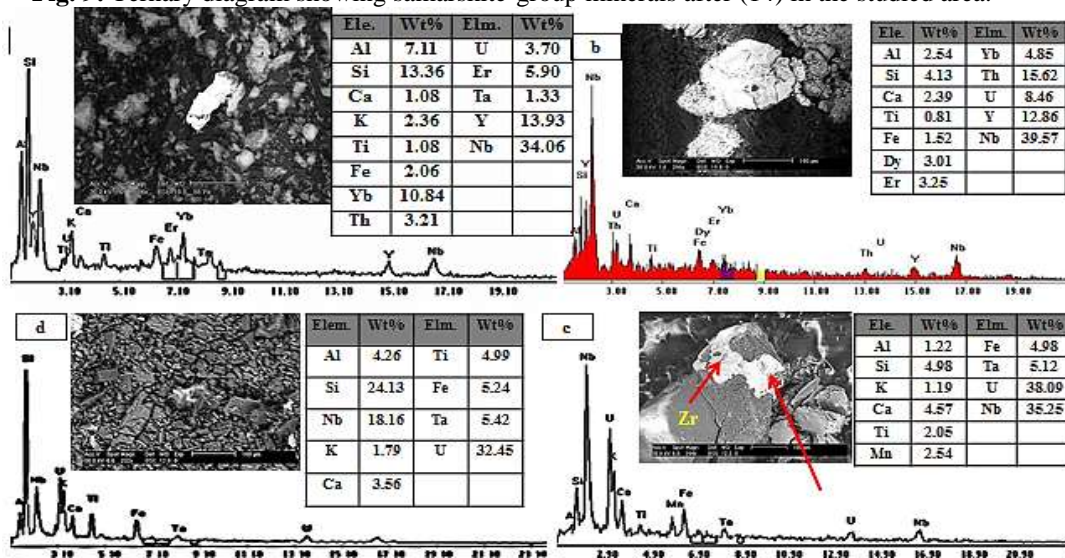 Fig. 9: Ternary diagram showing samarskite-group minerals after (14) in the studied area.
Ele. Wt% Elm. Wt%
Al 7.11 U 3.70
Si 13.36 Er 5.90
Ca 1.08 Ta 1.33
K 2.36 Y 13.93
Ti 1.08 Nb 34.06
Fe 2.06
Yb 10.84
Th 3.21
Si
Nb
Y
U
Th
K
Ca
Ti
Fe
Er
Yb
Ta
Y
Nb
3.10 5.10 7.10 9.10 11.10 13.10 15.10 17.10 19.10
b
Ele. Wt% Elm. Wt%
Al 2.54 Yb 4.85
Si 4.13 Th 15.62
Ca 2.39 U 8.46
Ti 0.81 Y 12.86
Fe 1.52 Nb 39.57
Dy 3.01
Er 3.25
Nb
Y
Si
Al
U
Th
Ca
Ti
Dy
Fe
Er
Yb
Th
U
Y
Nb
3.00 5.00 7.00 9.00 11.00 13.00 15.00 17.00 19.00
d
Elem. Wt% Elm. Wt%
Al 4.26 Ti 4.99
Si 24.13 Fe 5.24
Nb 18.16 Ta 5.42
K 1.79 U 32.45
Ca 3.56
Si
A
Nb
U
K
Ca
Ti
Fe
Ta
U
c
Zr
Ele. Wt% Elm. Wt%
Al 1.22 Fe 4.98
Si 4.98 Ta 5.12
K 1.19 U 38.09
Ca 4.57 Nb 35.25
Ti 2.05
Mn 2.54
Nb
U
K
Si
A
Ca
Ti
Mn
Fe
Ta
U
Nb
2.30 4.90 6.90 8.90 10.90 12.90 14.90 16.90 18.90 20.90